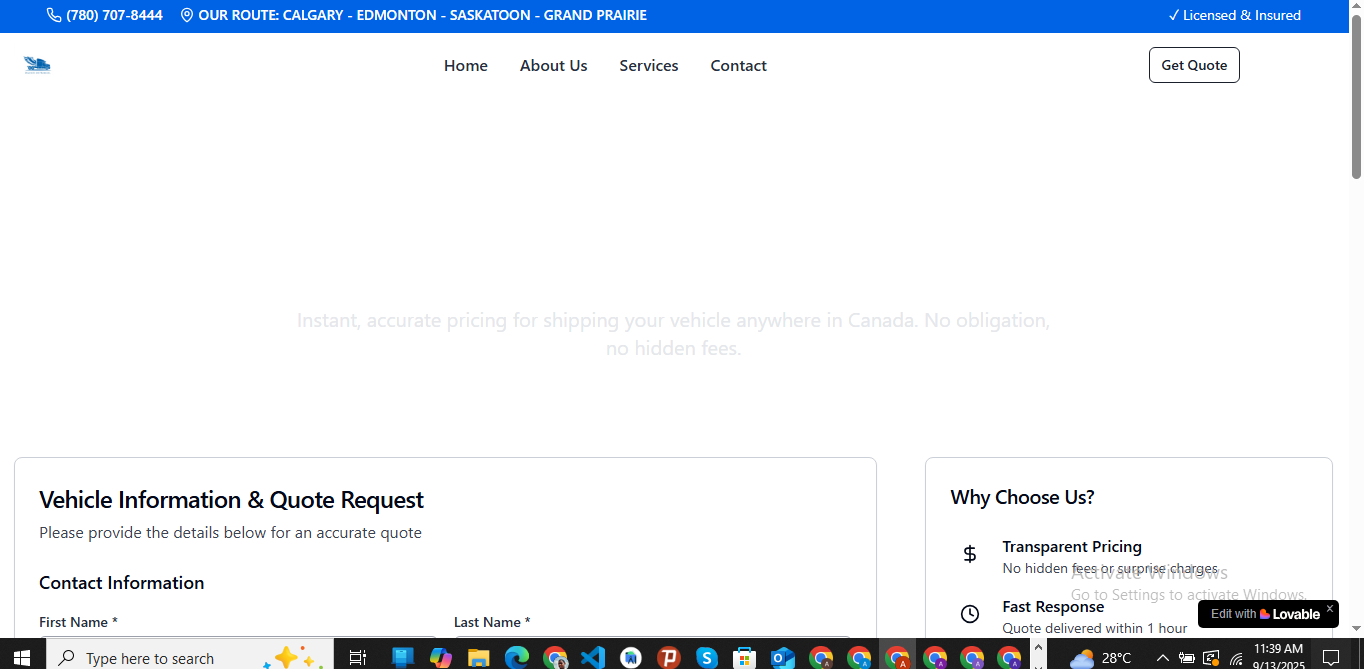 (780) 707-8444 OUR ROUTE: CALGARY - EDMONTON - SASKATOON - GRAND PRAIRIE ✓ Licensed & Insured
Home About Us Services Contact Get Quote
Instant, accurate pricing for shipping your vehicle anywhere in Canada. No obligation,
no hidden fees.
Vehicle Information & Quote Request
Please provide the details below for an accurate quote
Contact Information
First Name * Last Name *
Why Choose Us?
Transparent Pricing
No hidden fees or surprise charges
Activate Windows
Go to Settings to activate Windows.
Fast Response
Quote delivered within 1 hour
Edit with Lovable
Type here to search
28°C
11:39 AM
9/13/2025